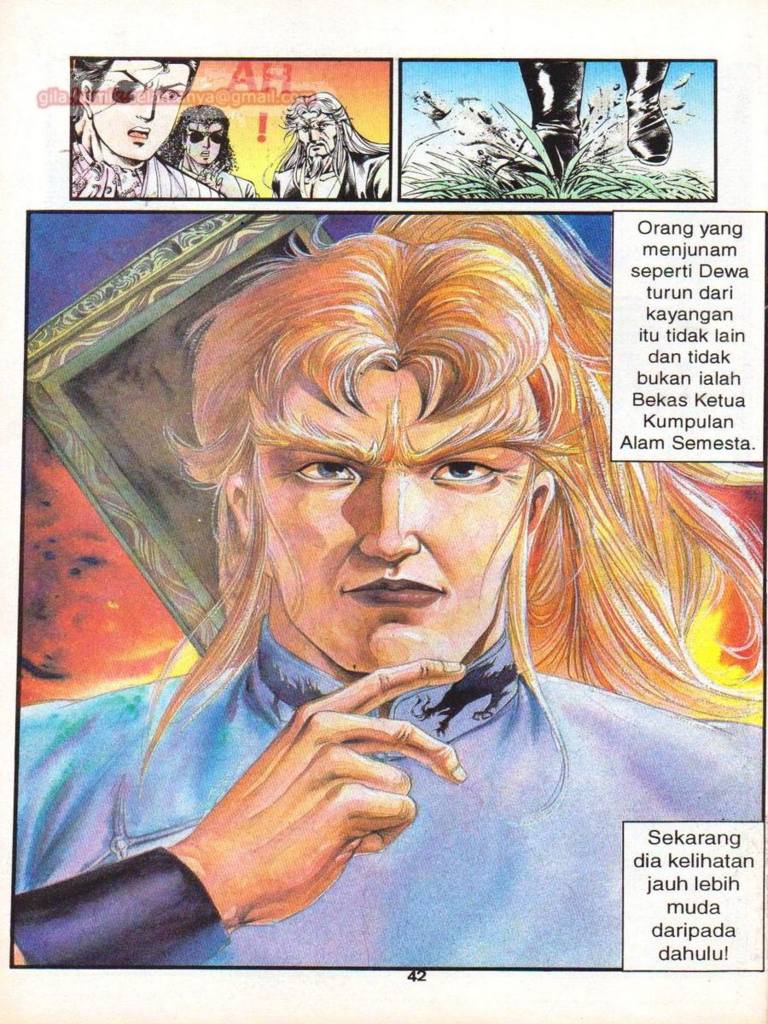 AH
!
Orang yang
menjunam
seperti Dewa
turun dari
kayangan
itu tidak lain
dan tidak
bukan ialah
Bekas Ketua
Kumpulan
Alam Semesta.
Sekarang
dia kelihatan
jauh lebih
muda
daripada
dahulu!
42